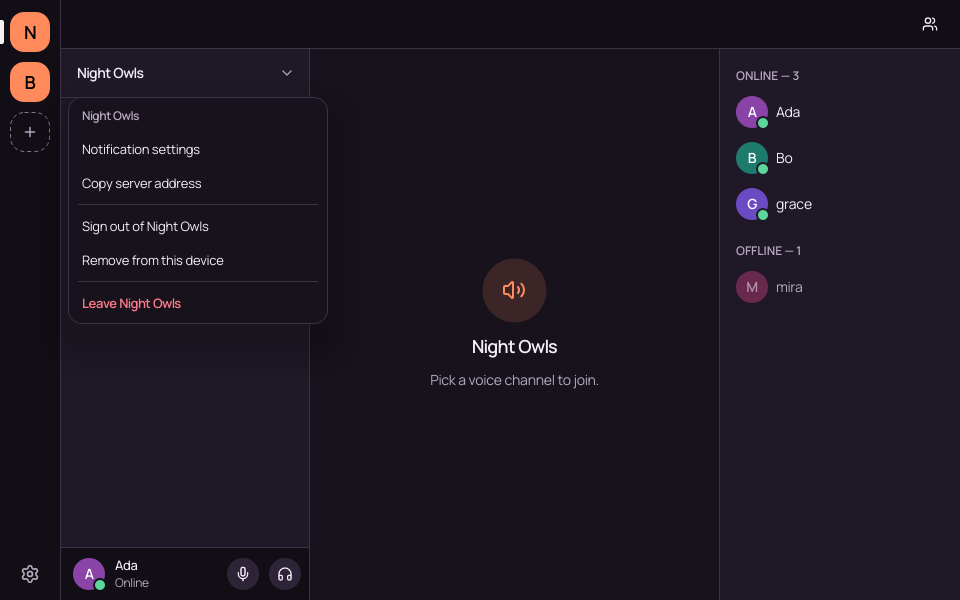 N
B
Night Owls
Night Owls
Notification settings
Copy server address
Sign out of Night Owls
Remove from this device
Leave Night Owls
A
Ada
Online
Night Owls
Pick a voice channel to join.
ONLINE — 3
A
Ada
B
Bo
G
grace
OFFLINE — 1
M
mira